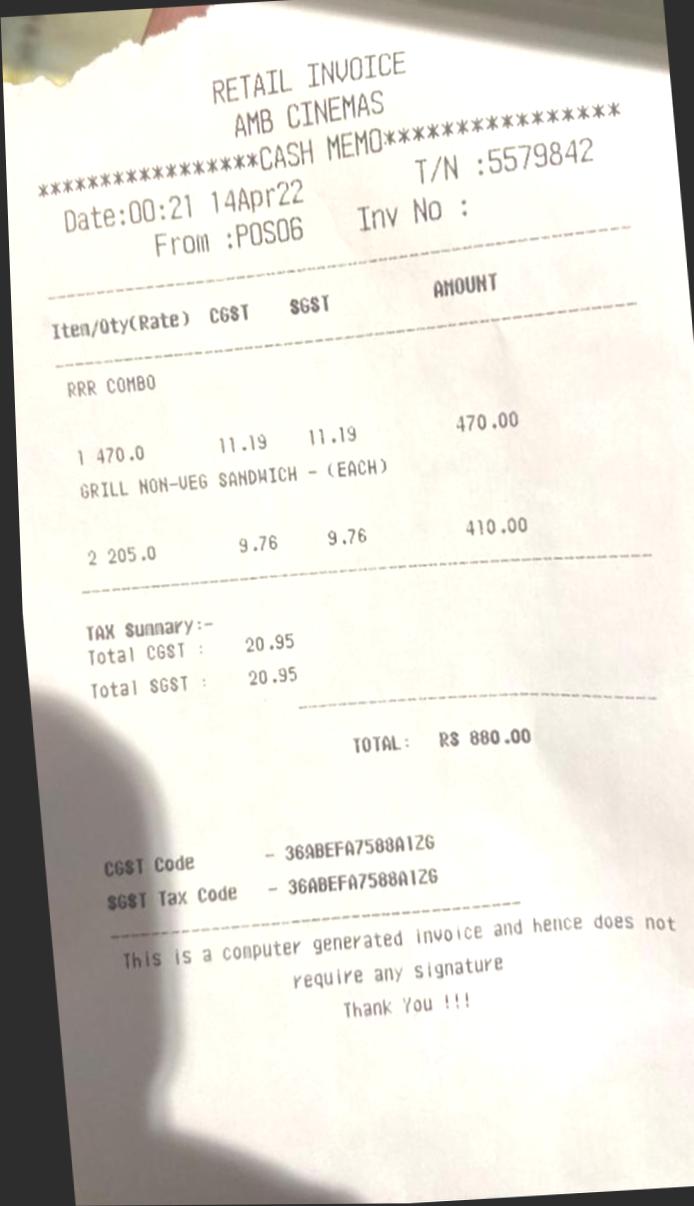 RETAIL INVOICE
AMB CINEMAS
*****************CASH MEMO*****************
Date:00:21 14Apr22 T/N :5579842
From :POS06 Inv No :
Item/Qty(Rate) CGST SGST AMOUNT
RRR COMBO
1 470.0 11.19 11.19 470.00
GRILL NON-VEG SANDWICH - (EACH)
2 205.0 9.76 9.76 410.00
TAX Summary:-
Total CGST : 20.95
Total SGST : 20.95
TOTAL: RS 880.00
CGST Code - 36ABEFA7588A1ZG
SGST Tax Code - 36ABEFA7588A1ZG
This is a computer generated invoice and hence does not
require any signature
Thank You !!!